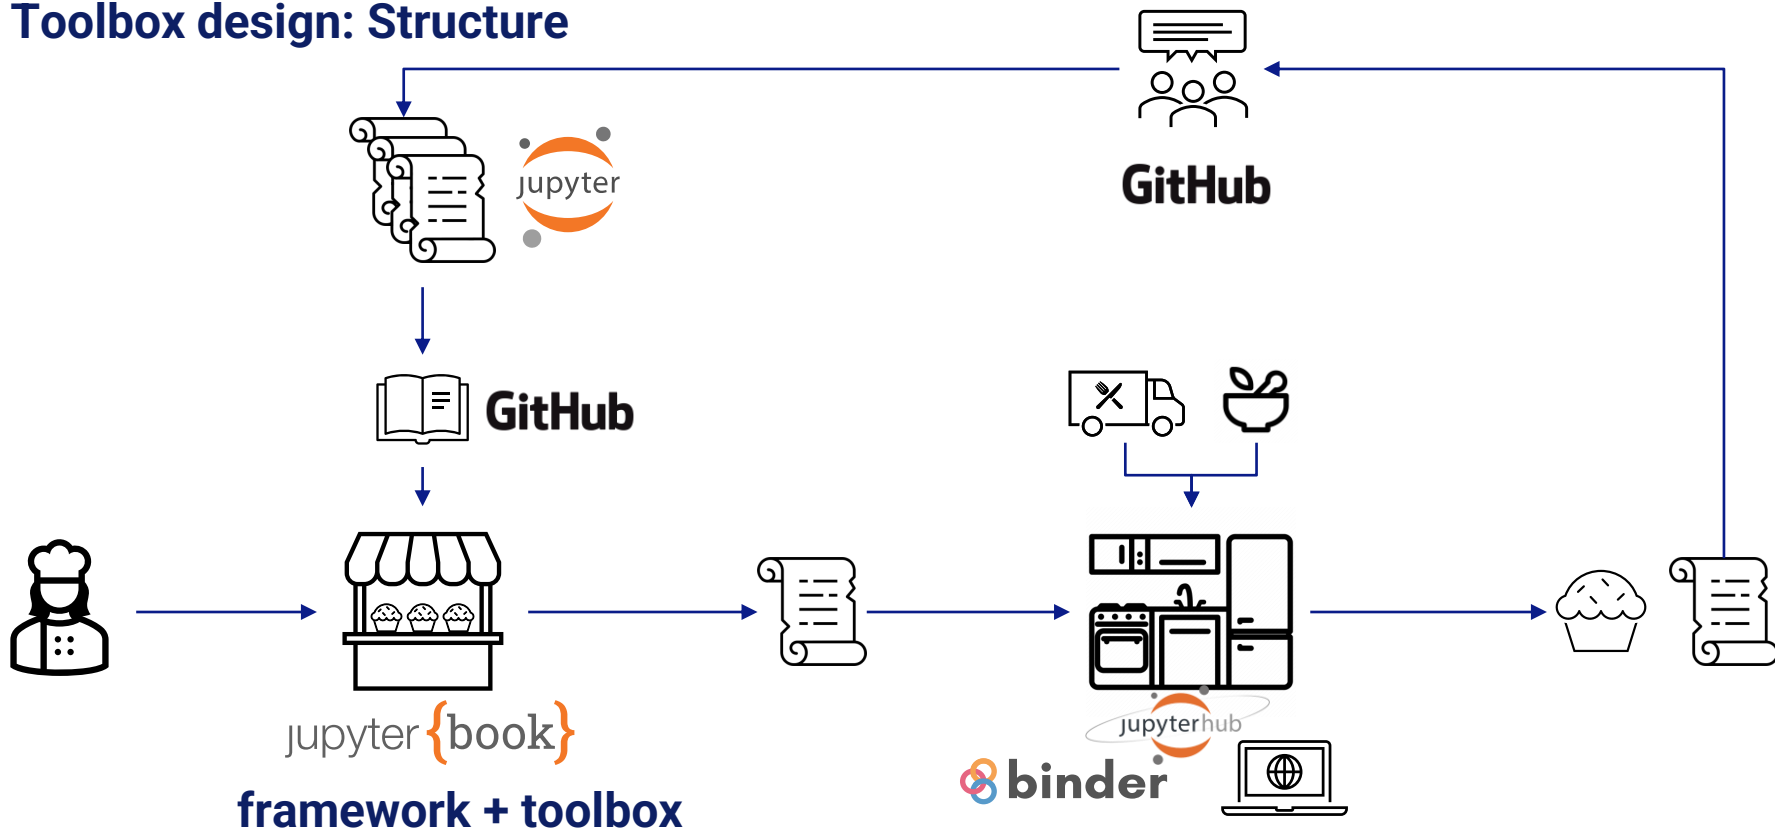 Toolbox design: Structure
jupyter
GitHub
GitHub
jupyter {book}
framework + toolbox
jupyterhub
binder